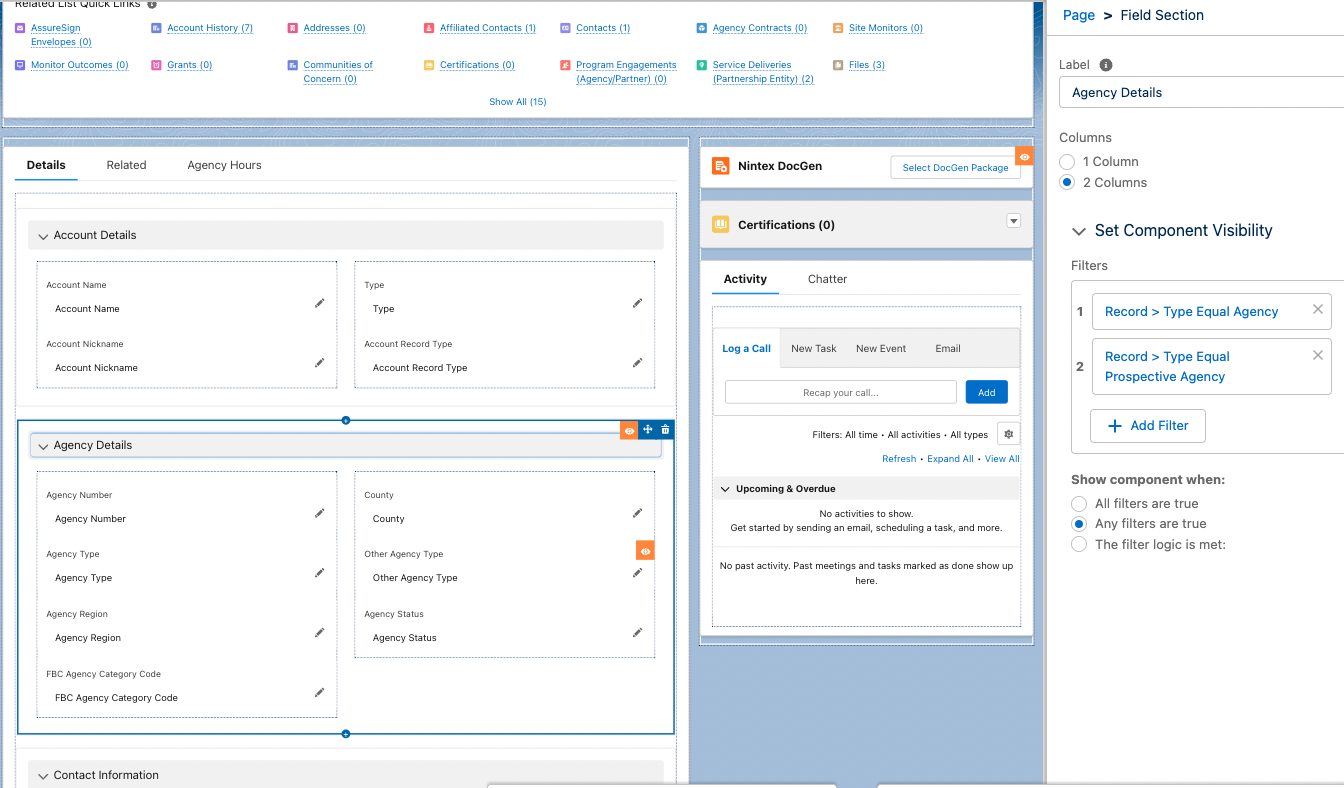 Related List Quick Links
AssureSign
Envelopes (0)
Account History (7)
Addresses (0)
Affiliated Contacts (1)
Contacts (1)
Agency Contracts (0)
Site Monitors (0)
Monitor Outcomes (0)
Grants (0)
Communities of
Concern (0)
Certifications (0)
Program Engagements
(Agency/Partner) (0)
Service Deliveries
(Partnership Entity) (2)
Files (3)
Show All (15)
Details
Related
Agency Hours
Account Details
Account Name
Account Name
Type
Type
Account Nickname
Account Nickname
Account Record Type
Account Record Type
Agency Details
Agency Number
Agency Number
County
County
Agency Type
Agency Type
Other Agency Type
Other Agency Type
Agency Region
Agency Region
Agency Status
Agency Status
FBC Agency Category Code
FBC Agency Category Code
Contact Information
Nintex DocGen
Select DocGen Package
Certifications (0)
Activity
Chatter
Log a Call
New Task
New Event
Email
Recap your call...
Add
Filters: All time • All activities • All types
Refresh • Expand All • View All
Upcoming & Overdue
No activities to show.
Get started by sending an email, scheduling a task, and more.
No past activity. Past meetings and tasks marked as done show up
here.
Page > Field Section
Label
Agency Details
Columns
1 Column
2 Columns
Set Component Visibility
Filters
1
Record > Type Equal Agency
2
Record > Type Equal
Prospective Agency
Add Filter
Show component when:
All filters are true
Any filters are true
The filter logic is met: